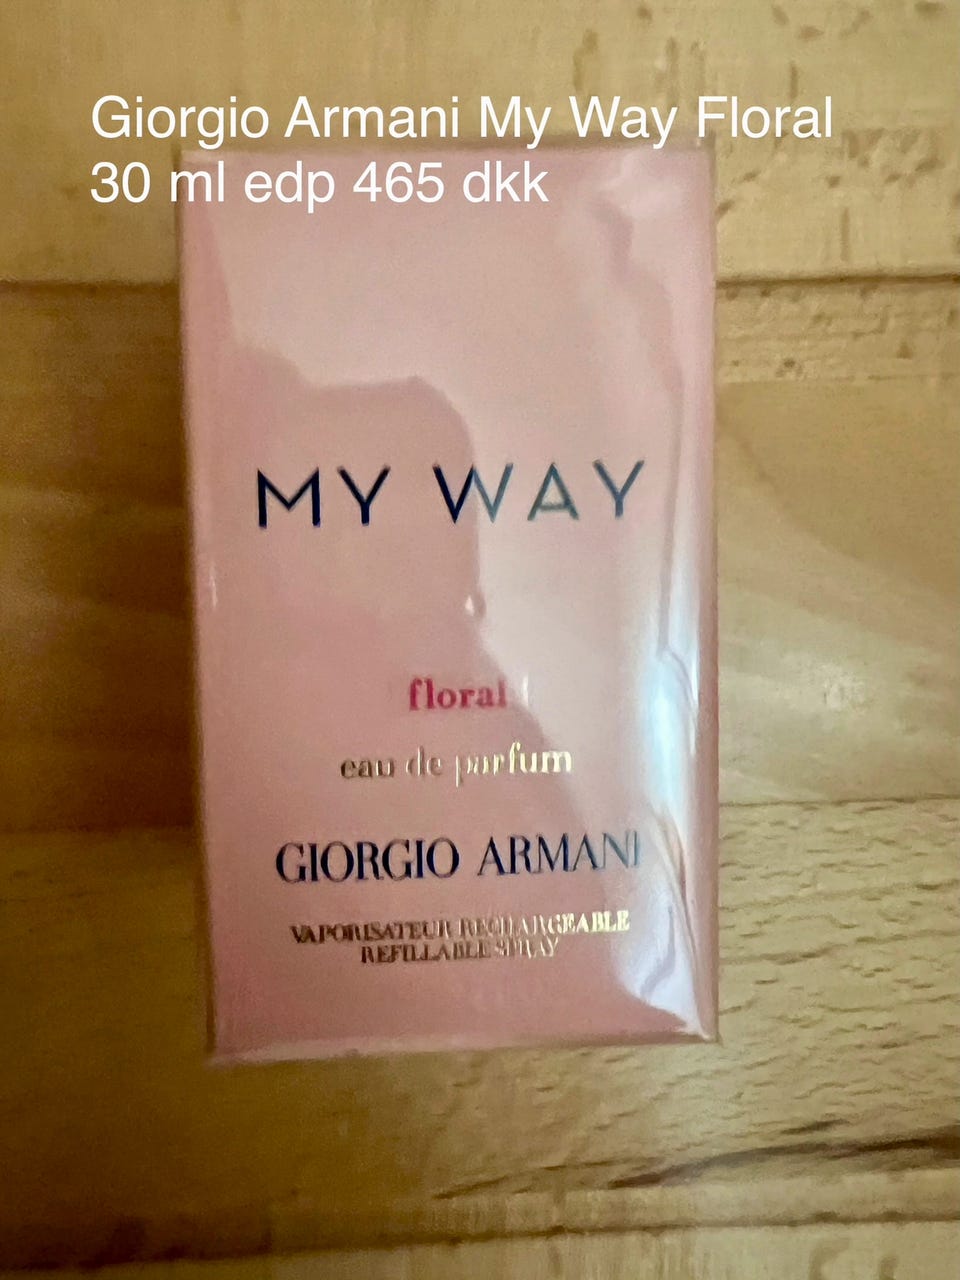 Giorgio Armani My Way Floral
30 ml edp 465 dkk
MY WAY
floral
eau de parfum
GIORGIO ARMANI
VAPORISATEUR RECHARGEABLE
REFILLABLE SPRAY